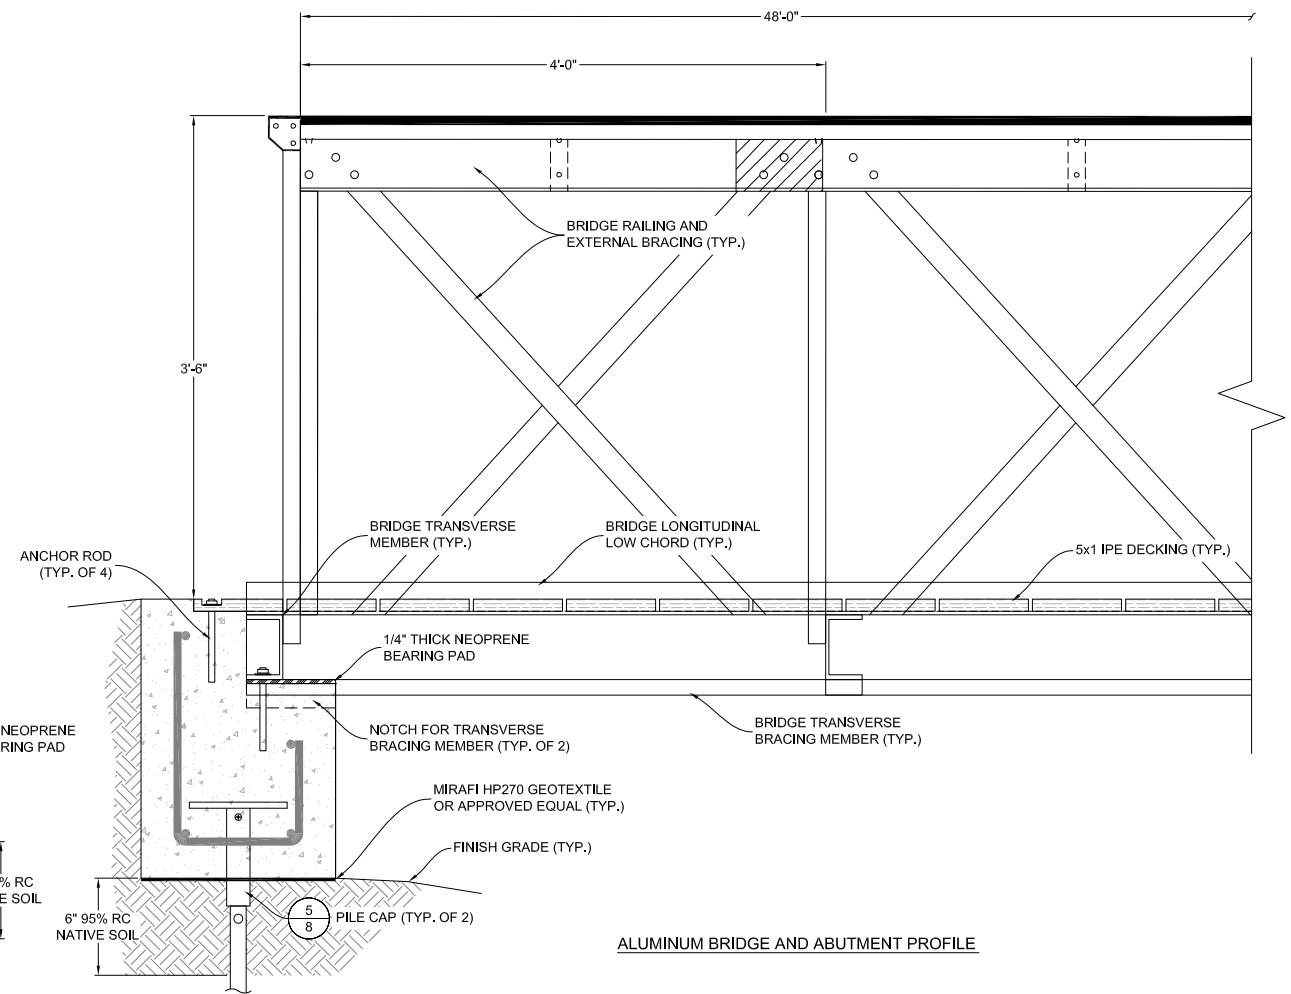 48'-0"
4'-0"
BRIDGE RAILING AND
EXTERNAL BRACING (TYP.)
3'-6"
BRIDGE TRANSVERSE
MEMBER (TYP.)
BRIDGE LONGITUDINAL
LOW CHORD (TYP.)
5x1 IPE DECKING (TYP.)
ANCHOR ROD
(TYP. OF 4)
1/4" THICK NEOPRENE
BEARING PAD
NEOPRENE
RING PAD
NOTCH FOR TRANSVERSE
BRACING MEMBER (TYP. OF 2)
BRIDGE TRANSVERSE
BRACING MEMBER (TYP.)
MIRAFI HP270 GEOTEXTILE
OR APPROVED EQUAL (TYP.)
FINISH GRADE (TYP.)
% RC
E SOIL
6" 95% RC
NATIVE SOIL
5
8
PILE CAP (TYP. OF 2)
ALUMINUM BRIDGE AND ABUTMENT PROFILE